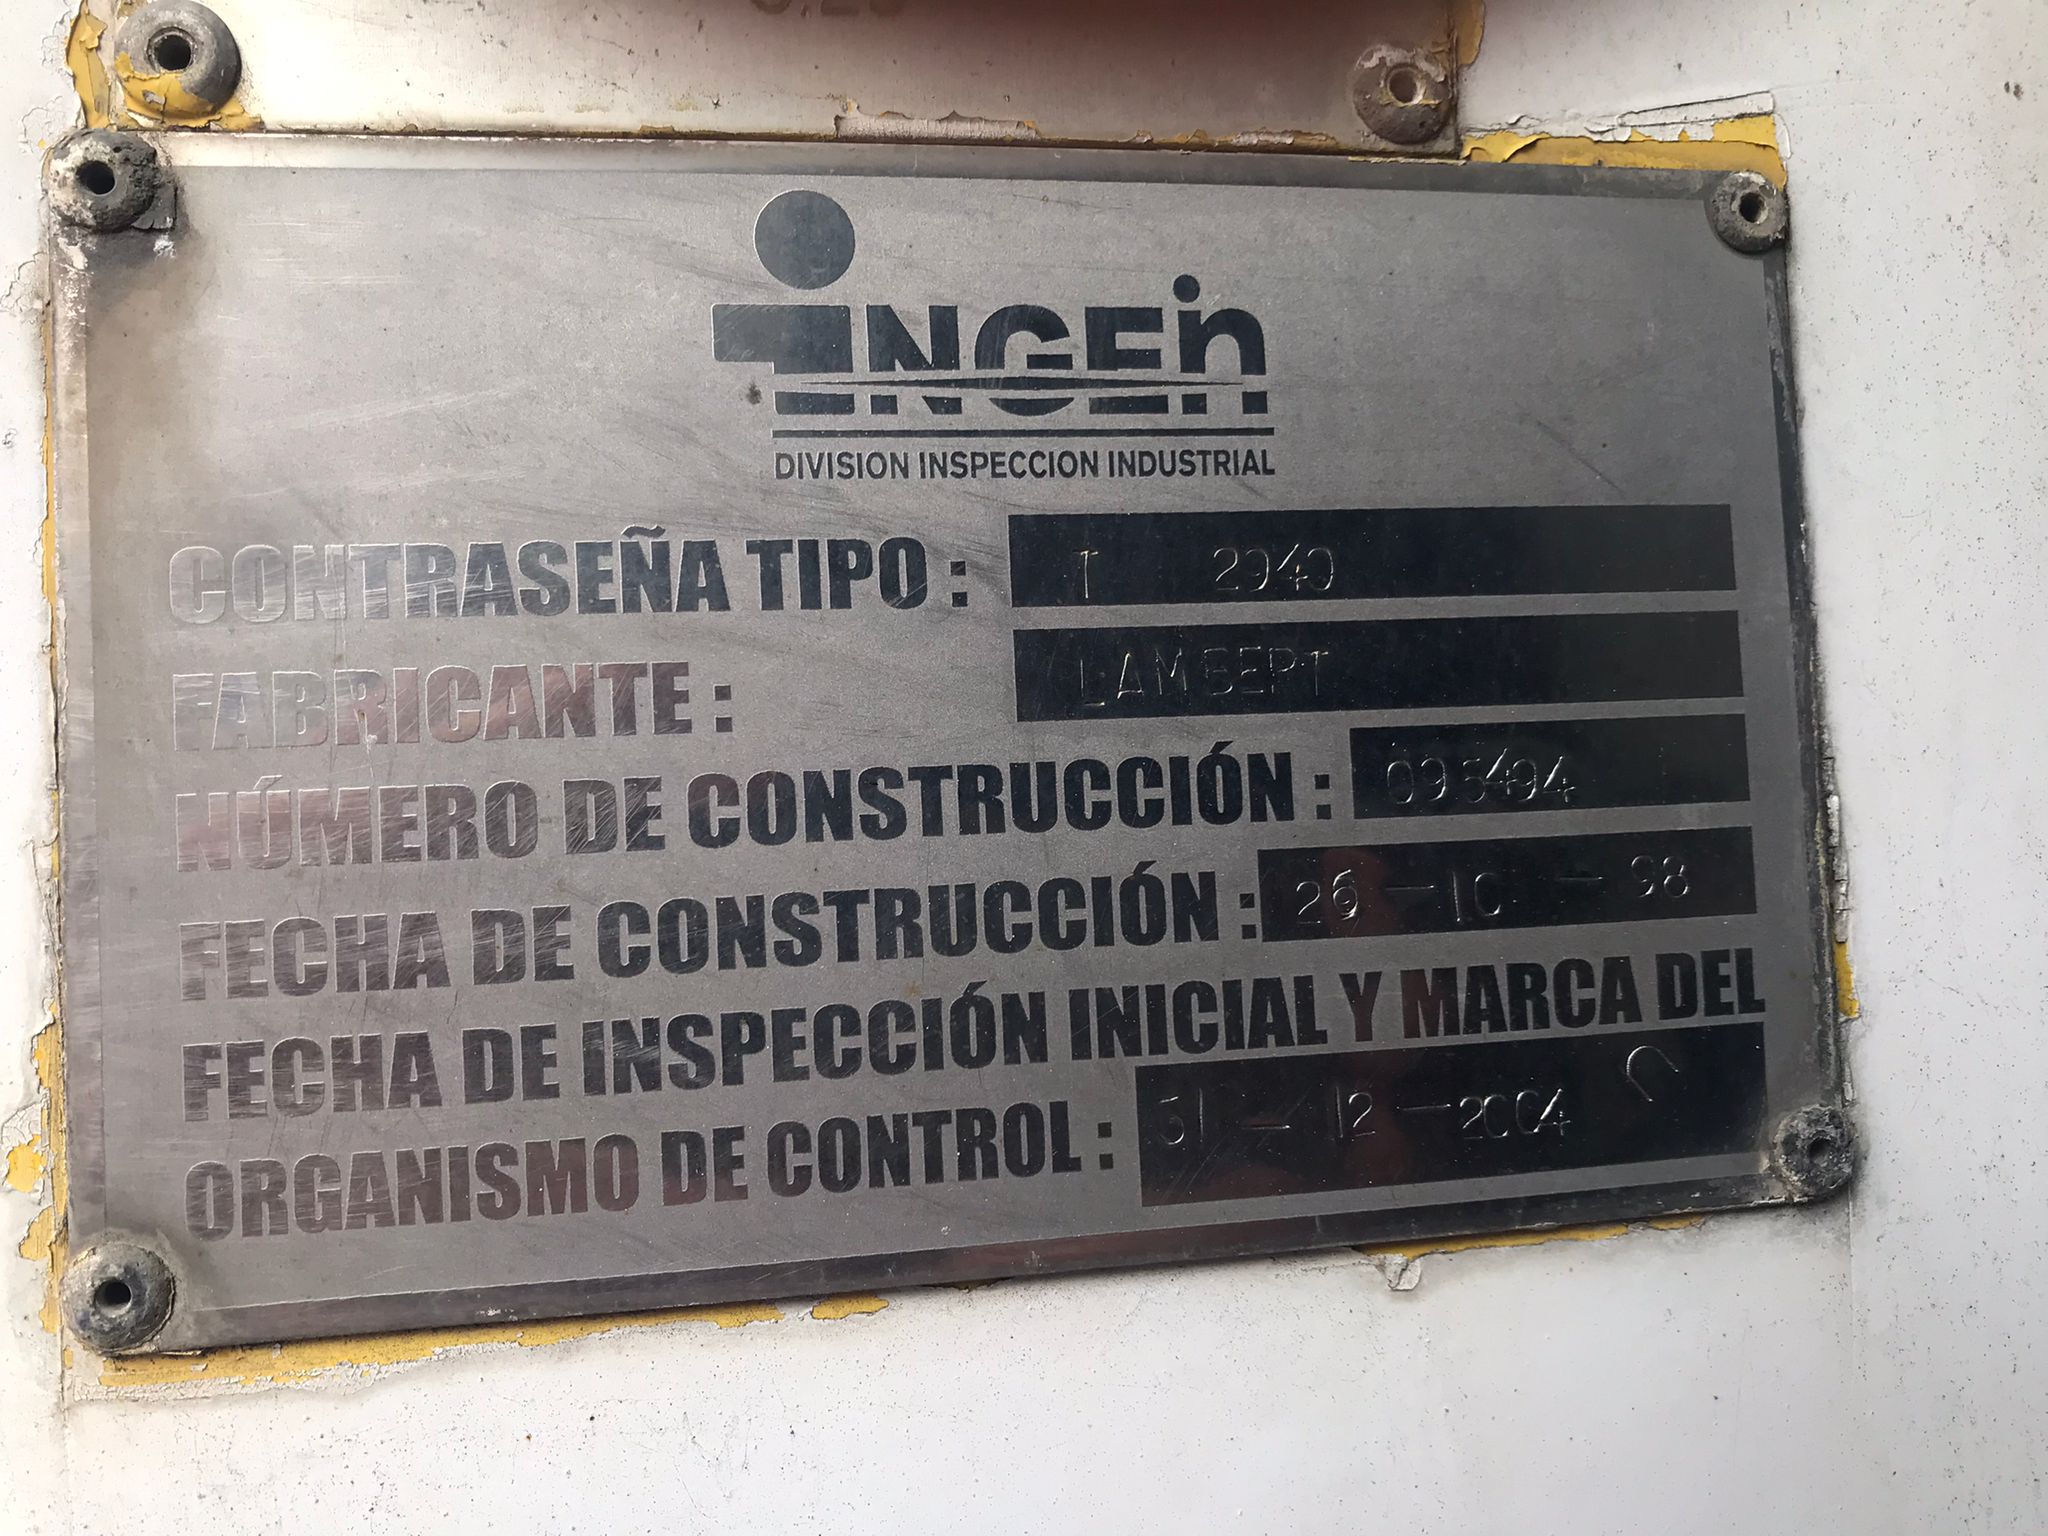 INGEIN
DIVISION INSPECCION INDUSTRIAL
CONTRASEÑA TIPO : T 2940
FABRICANTE : LAMBERT
NÚMERO DE CONSTRUCCIÓN : 095494
FECHA DE CONSTRUCCIÓN : 26 - 10 - 98
FECHA DE INSPECCIÓN INICIAL Y MARCA DEL
ORGANISMO DE CONTROL : 31 - 12 - 2004